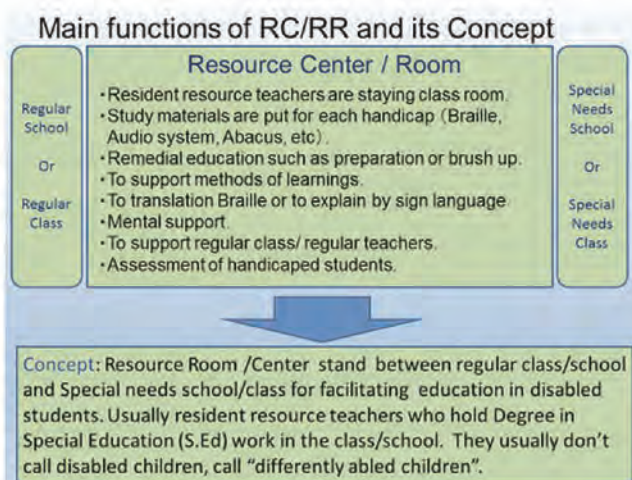 Main functions of RC/RR and its Concept
Regular
School
Or
Regular
Class
Resource Center / Room
・Resident resource teachers are staying class room.
・Study materials are put for each handicap (Braille,
Audio system, Abacus, etc).
・Remedial education such as preparation or brush up.
・To support methods of learnings.
・To translation Braille or to explain by sign language
・Mental support.
・To support regular class/ regular teachers.
・Assessment of handicaped students.
Special
Needs
School
Or
Special
Needs
Class
Concept: Resource Room /Center stand between regular class/school
and Special needs school/class for facilitating education in disabled
students. Usually resident resource teachers who hold Degree in
Special Education (S.Ed) work in the class/school. They usually don't
call disabled children, call "differently abled children".